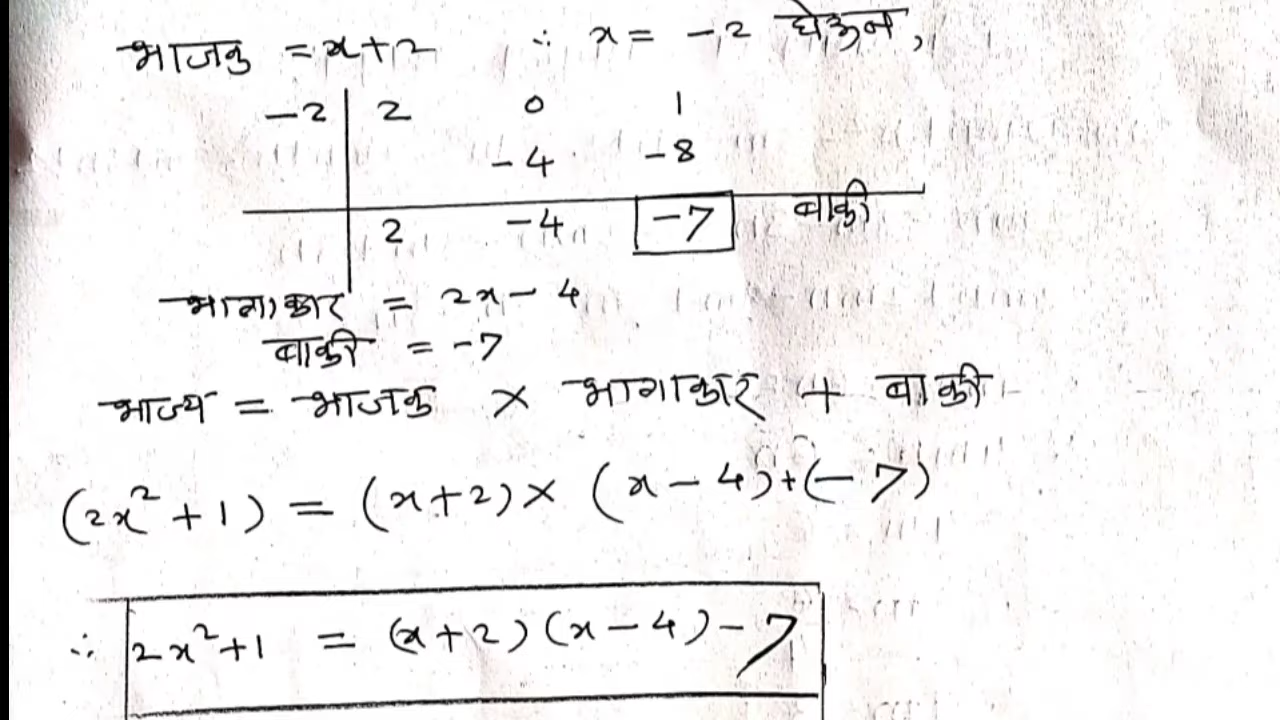 भाजक = x+2 ∴ x = -2 घेऊन,
-2 | 2 0 1
-4 -8
2 -4 -7 बाकी
भागाकार = 2x - 4
बाकी = -7
भाज्य = भाजक × भागाकार + बाकी
(2x² + 1) = (x+2) × (x - 4) + (-7)
∴ 2x² + 1 = (x+2) (x - 4) - 7